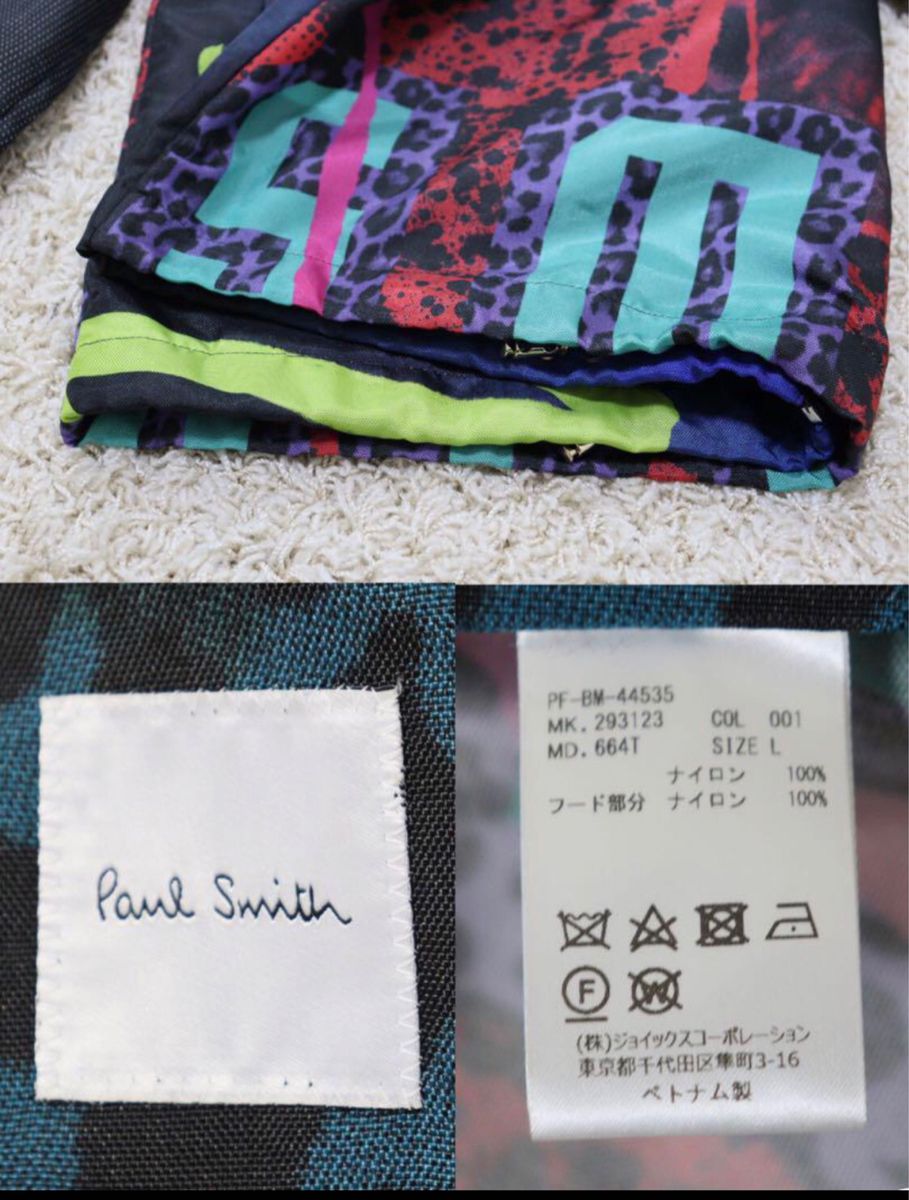 Sm
Paul Smith
PF-BM-44535
MK. 293123 COL 001
MD. 664T SIZE L
ナイロン 100%
フード部分 ナイロン 100%
F W
(株)ジョイックスコーポレーション
東京都千代田区隼町3-16
ベトナム製